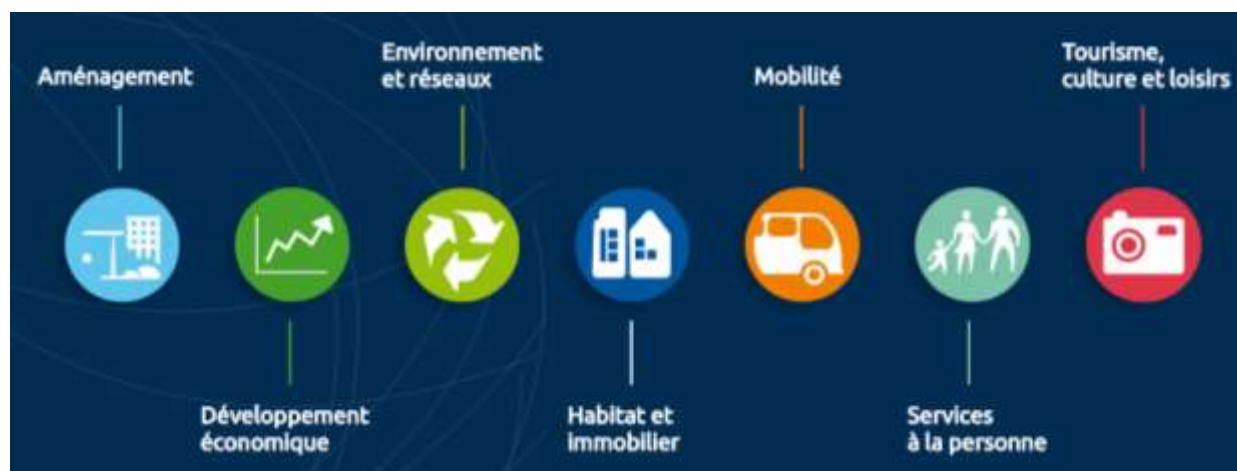 Aménagement
Développement
économique
Environnement
et réseaux
Habitat et
immobilier
Mobilité
Services
à la personne
Tourisme,
culture et loisirs